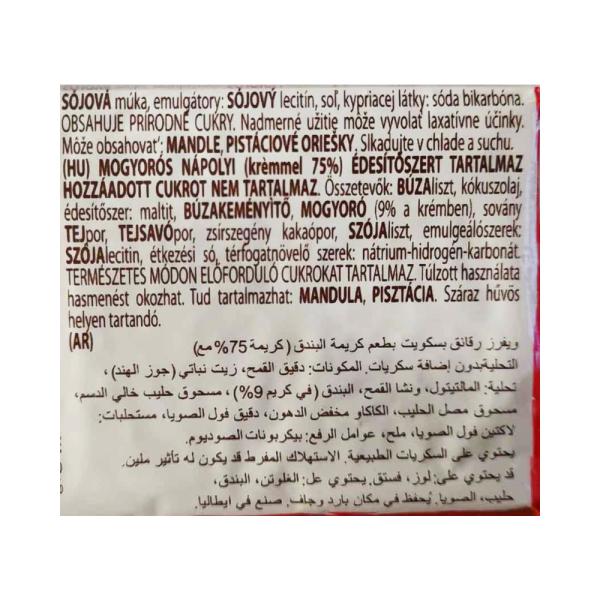 SÓJOVÁ múka, emulgátory: SÓJOVÝ lecitín, soľ, kypriacej látky: sóda bikarbóna.
OBSAHUJE PRÍRODNÉ CUKRY. Nadmerné užitie môže vyvolať laxatívne účinky.
Môže obsahovať: MANDLE, PISTÁCIOVÉ ORIEŠKY. Slkadujte v chlade a suchu.
(HU) MOGYORÓS NÁPOLYI (krèmmel 75%) ÉDESÍTŐSZERT TARTALMAZ
HOZZÁADOTT CUKROT NEM TARTALMAZ. Összetevők: BÚZAliszt, kókuszolaj,
édesítőszer: maltit, BÚZAKEMÉNYÍTŐ, MOGYORÓ (9% a krémben), sovány
TEJpor, TEJSAVÓpor, zsírszegény kakaópor, SZÓJAliszt, emulgeálószerek:
SZÓJAlecitin, étkezési só, térfogatnövelő szerek: nátrium-hidrogén-karbonát.
TERMÉSZETES MÓDON ELŐFORDULÓ CUKROKAT TARTALMAZ. Túlzott használata
hasmenést okozhat. Tud tartalmazhat: MANDULA, PISZTÁCIA. Száraz hűvös
helyen tartandó.
(AR)
ويفرز رقائق بسكويت بطعم كريمة البندق (كريمة 75% مع)
التحليةبدون إضافة سكريات. المكونات: دقيق القمح، زيت نباتي (جوز الهند)،
تحلية: المالتيتول، ونشا القمح، البندق (في كريم 9%)، مسحوق حليب خالي الدسم،
مسحوق مصل الحليب، الكاكاو مخفض الدهون، دقيق فول الصويا، مستحلبات:
لاكتين فول الصويا، ملح، عوامل الرفع: بيكربونات الصوديوم.
يحتوي على السكريات الطبيعية. الاستهلاك المفرط قد يكون له تأثير ملين.
قد يحتوي على: لوز، فستق. يحتوي عل: الغلوتن، البندق،
حليب، الصويا. يُحفظ في مكان بارد وجاف. صنع في ايطاليا.